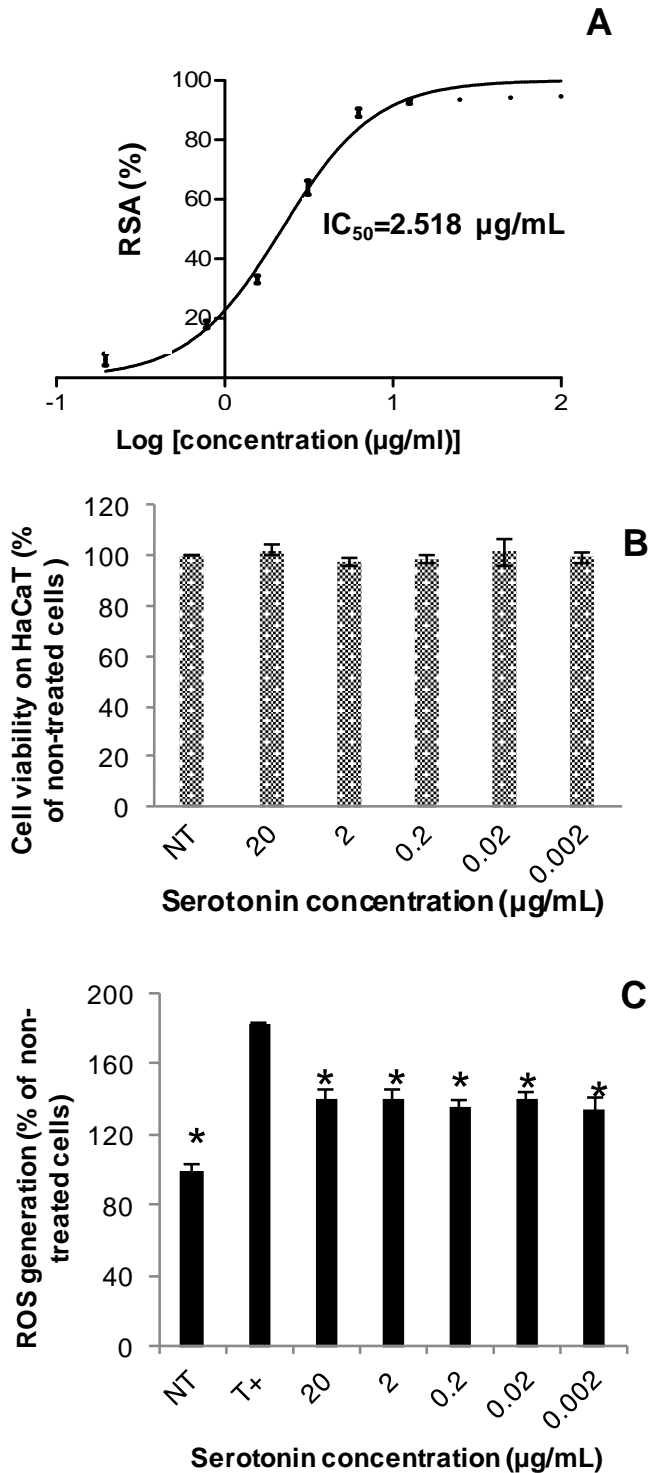 A
100
80
60
40
20
RSA (%)
IC₅₀=2.518 µg/mL
-1 0 1 2
Log [concentration (µg/ml)]
B
120
100
80
60
40
20
0
Cell viability on HaCaT (%
of non-treated cells)
NT 20 2 0.2 0.02 0.002
Serotonin concentration (µg/mL)
C
200
160
120
80
40
0
ROS generation (% of non-
treated cells)
* * * * * *
NT T+ 20 2 0.2 0.02 0.002
Serotonin concentration (µg/mL)